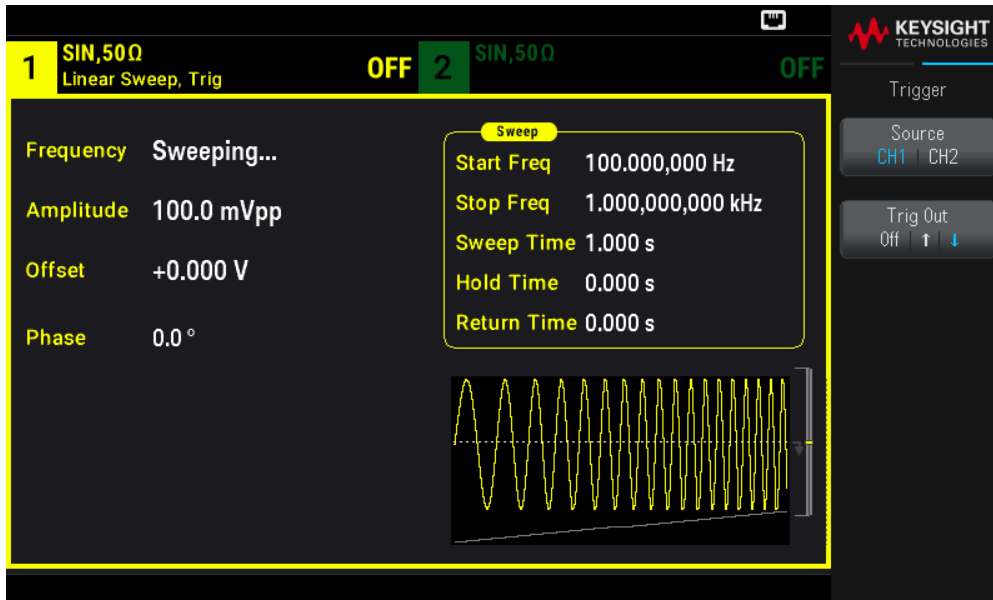 KEYSIGHT
TECHNOLOGIES
1 SIN,50Ω
Linear Sweep, Trig
OFF
2 SIN,50Ω
OFF
Trigger
Frequency Sweeping...
Amplitude 100.0 mVpp
Offset +0.000 V
Phase 0.0 °
Sweep
Start Freq 100.000,000 Hz
Stop Freq 1.000,000,000 kHz
Sweep Time 1.000 s
Hold Time 0.000 s
Return Time 0.000 s
Source
CH1 | CH2
Trig Out
Off | ↑ | ↓